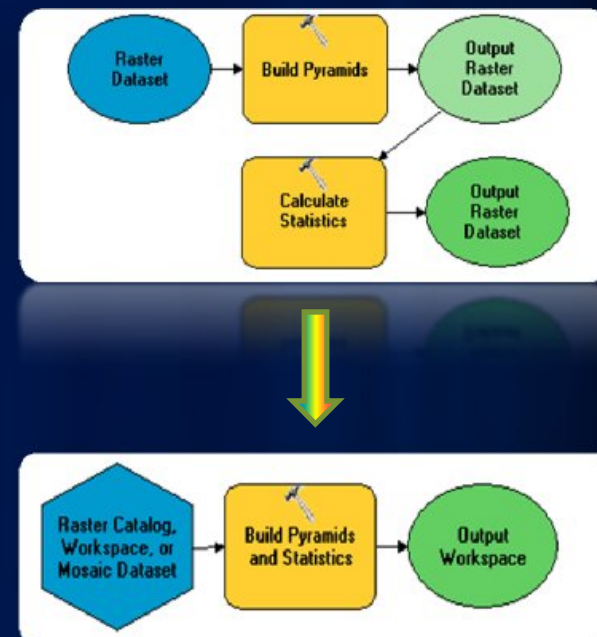 Raster
Dataset
Build Pyramids
Output
Raster
Dataset
Calculate
Statistics
Output
Raster
Dataset
Raster Catalog,
Workspace, or
Mosaic Dataset
Build Pyramids
and Statistics
Output
Workspace